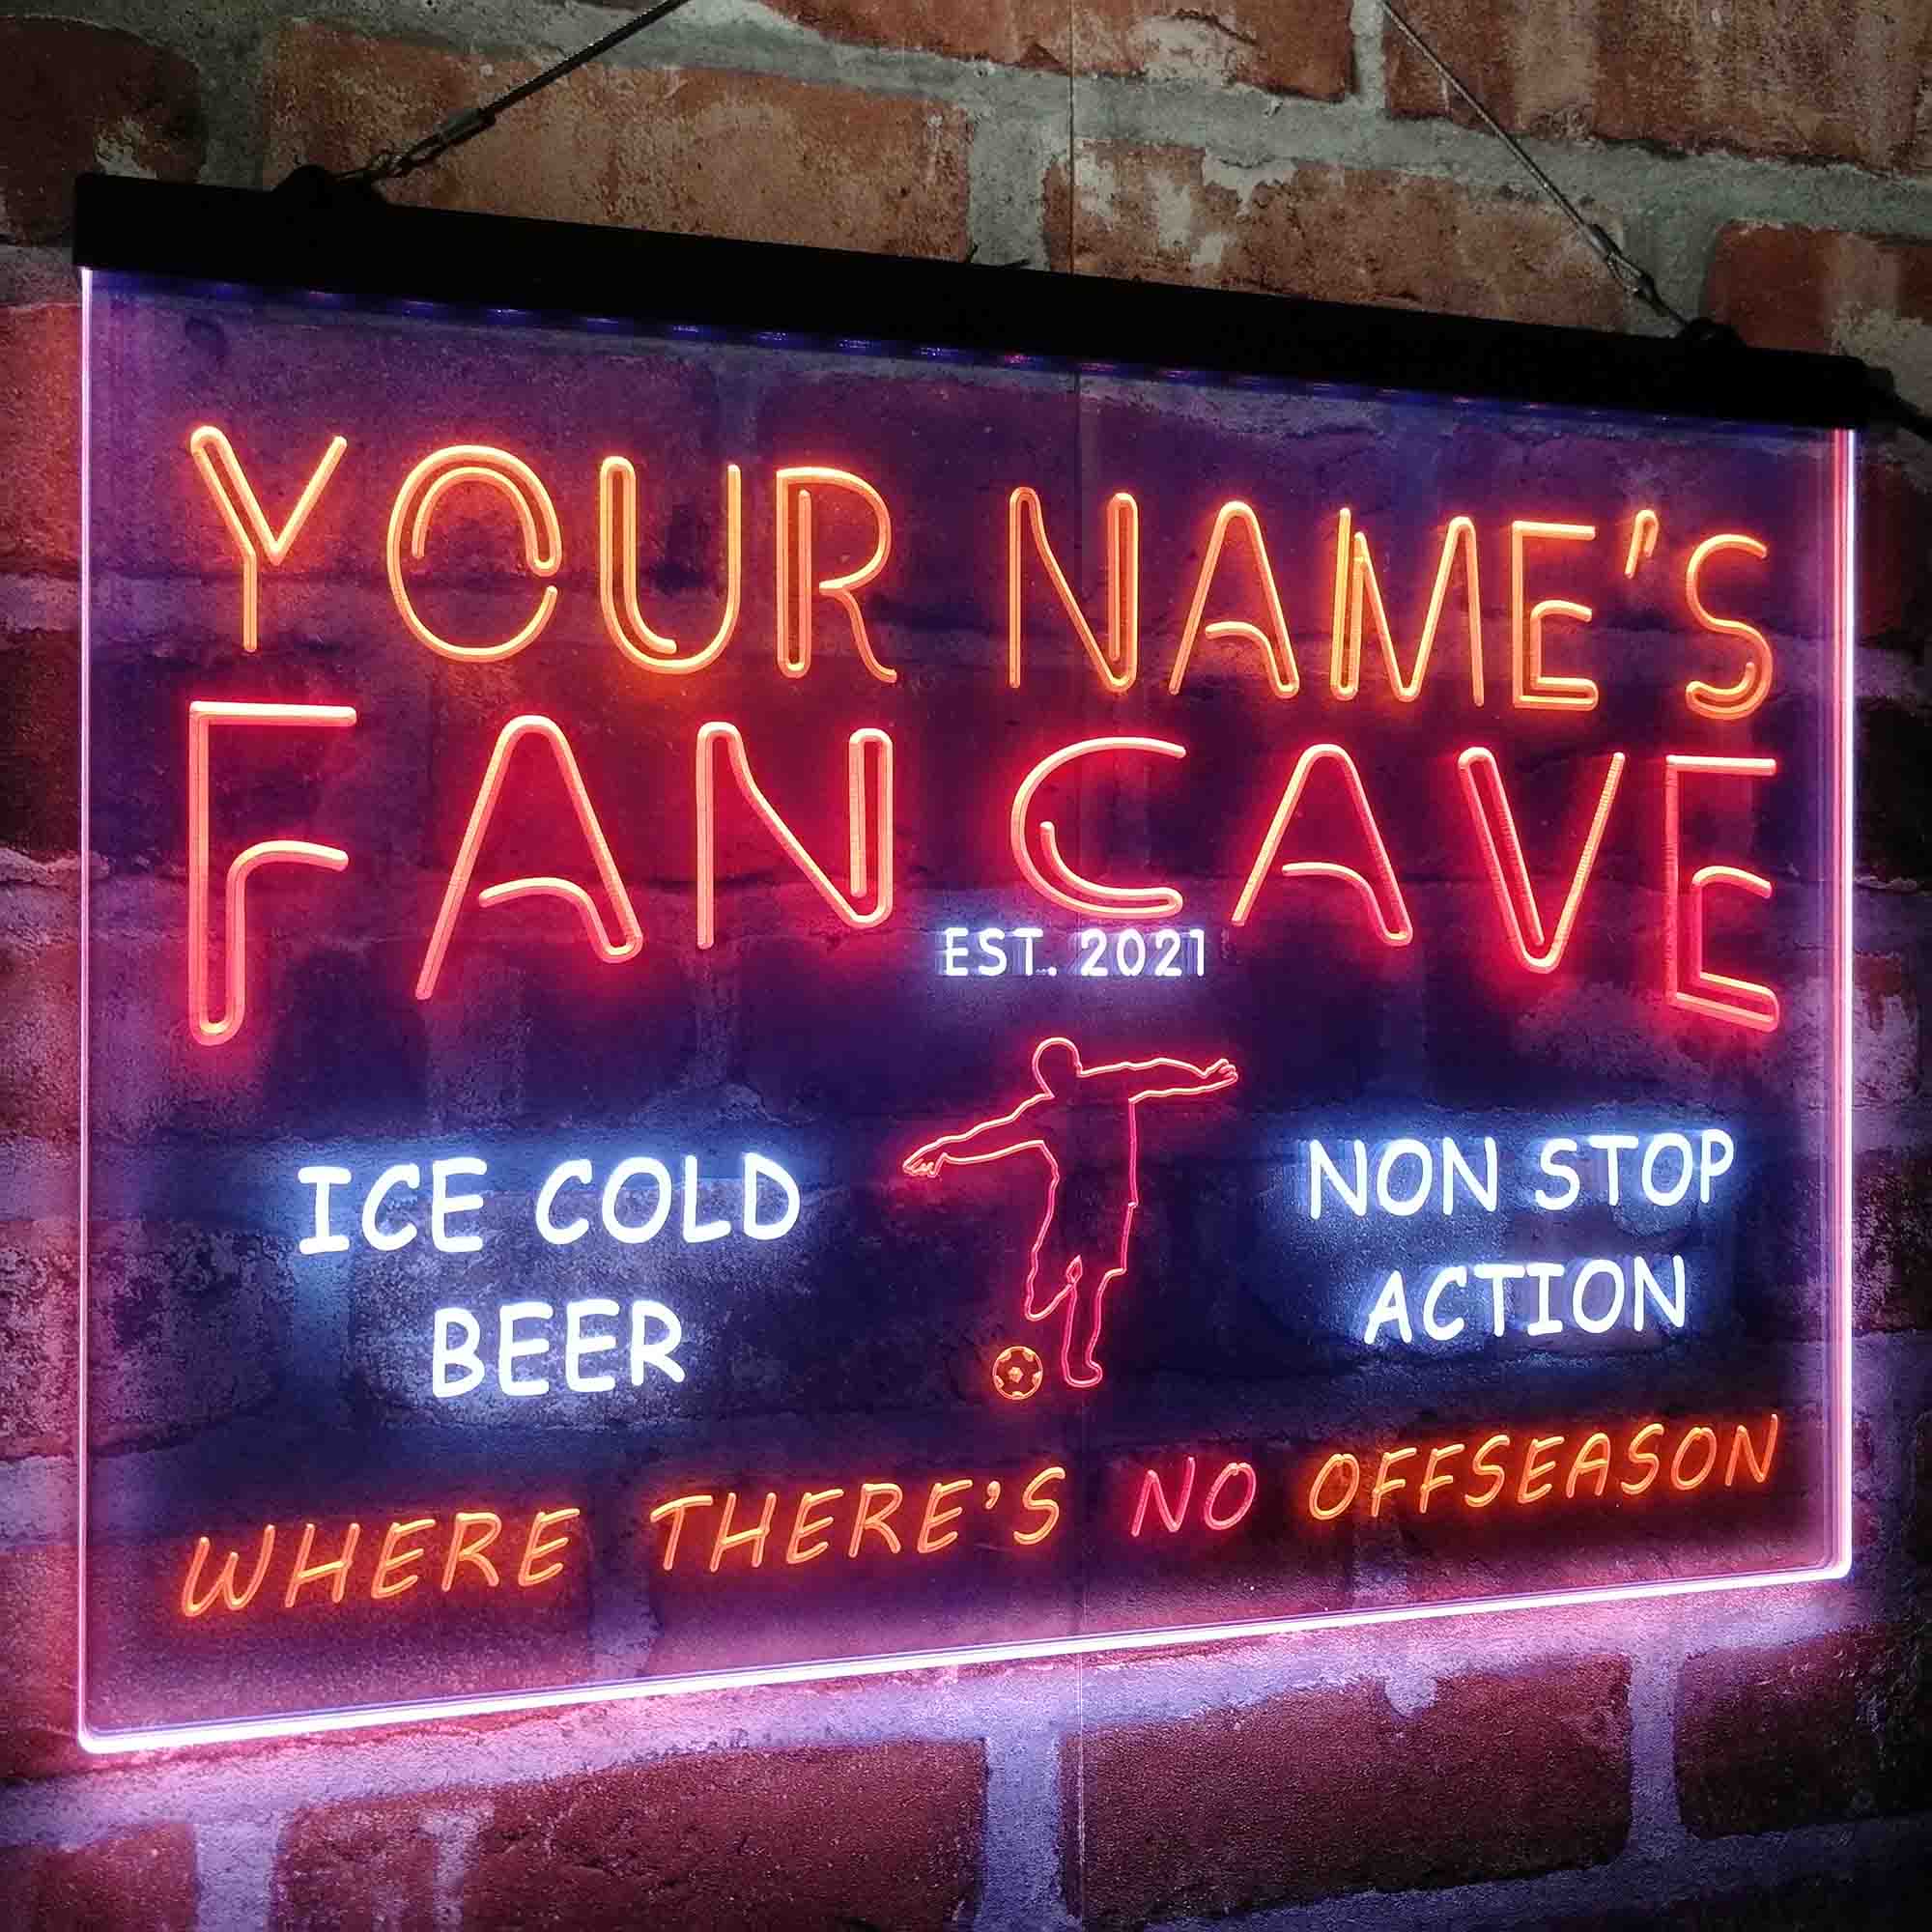 YOUR NAME'S
FAN CAVE
EST. 2021
ICE COLD
BEER
NON STOP
ACTION
WHERE THERE'S NO OFFSEASON